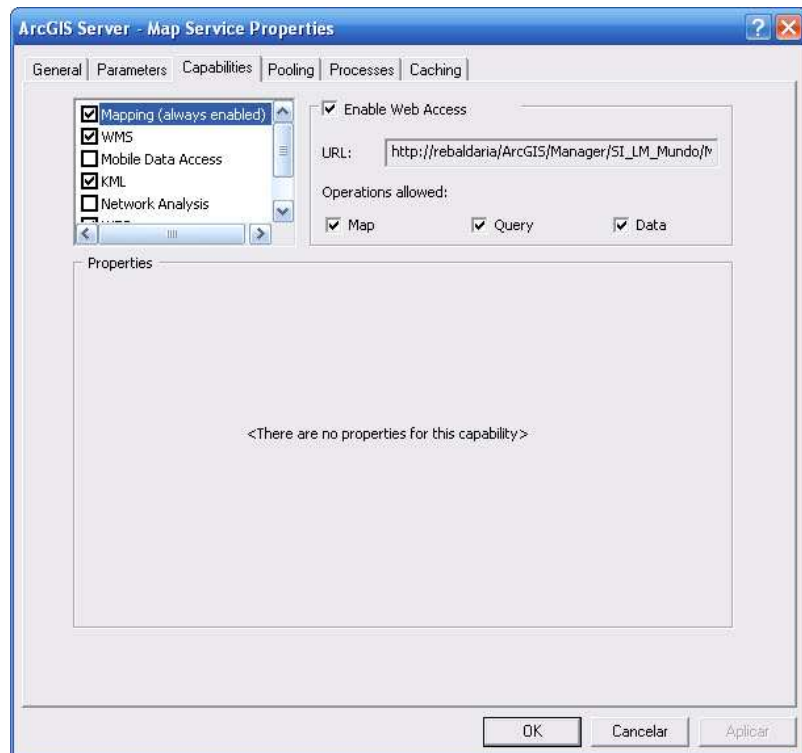 ArcGIS Server - Map Service Properties
General Parameters Capabilities Pooling Processes Caching
Mapping (always enabled)
WMS
Mobile Data Access
KML
Network Analysis
Enable Web Access
URL: http://rebaldaria/ArcGIS/Manager/SI_LM_Mundo/M
Operations allowed:
Map Query Data
Properties
<There are no properties for this capability>
OK Cancelar Aplicar